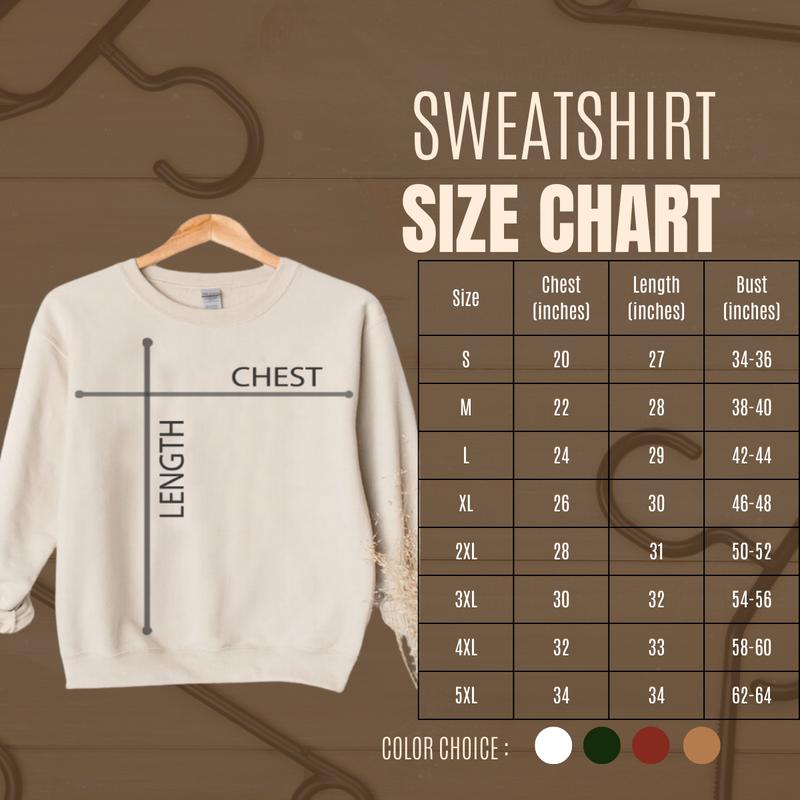 SWEATSHIRT
SIZE CHART
Size Chest (inches) Length (inches) Bust (inches)
S 20 27 34-36
M 22 28 38-40
L 24 29 42-44
XL 26 30 46-48
2XL 28 31 50-52
3XL 30 32 54-56
4XL 32 33 58-60
5XL 34 34 62-64
CHEST
LENGTH
COLOR CHOICE :